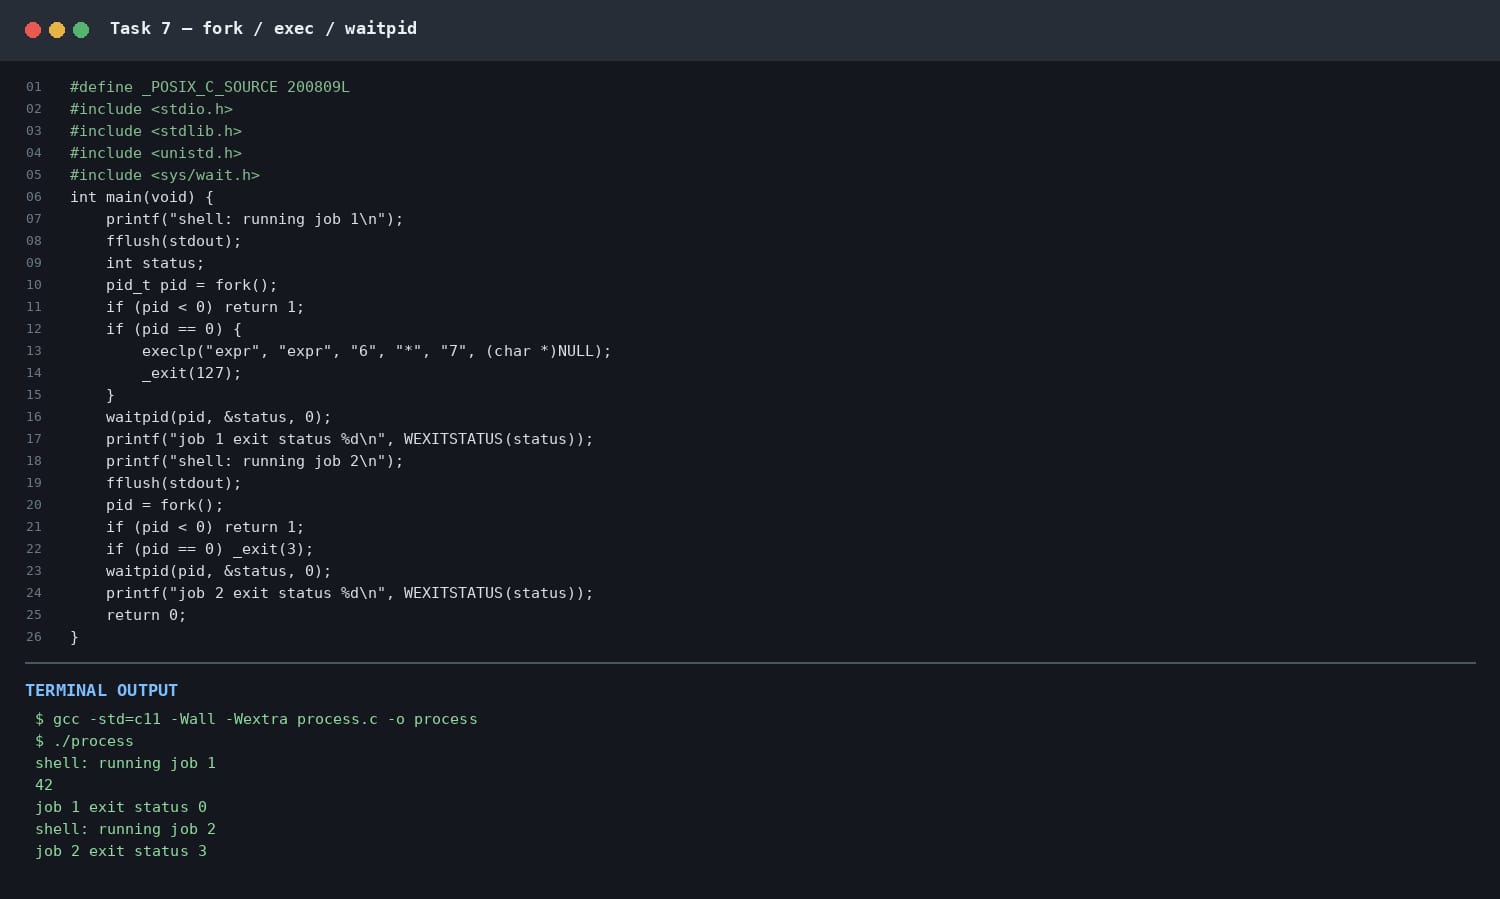 Task 7 — fork / exec / waitpid
01 #define _POSIX_C_SOURCE 200809L
02 #include <stdio.h>
03 #include <stdlib.h>
04 #include <unistd.h>
05 #include <sys/wait.h>
06 int main(void) {
07     printf("shell: running job 1\n");
08     fflush(stdout);
09     int status;
10     pid_t pid = fork();
11     if (pid < 0) return 1;
12     if (pid == 0) {
13         execlp("expr", "expr", "6", "*", "7", (char *)NULL);
14         _exit(127);
15     }
16     waitpid(pid, &status, 0);
17     printf("job 1 exit status %d\n", WEXITSTATUS(status));
18     printf("shell: running job 2\n");
19     fflush(stdout);
20     pid = fork();
21     if (pid < 0) return 1;
22     if (pid == 0) _exit(3);
23     waitpid(pid, &status, 0);
24     printf("job 2 exit status %d\n", WEXITSTATUS(status));
25     return 0;
26 }
TERMINAL OUTPUT
$ gcc -std=c11 -Wall -Wextra process.c -o process
$ ./process
shell: running job 1
42
job 1 exit status 0
shell: running job 2
job 2 exit status 3